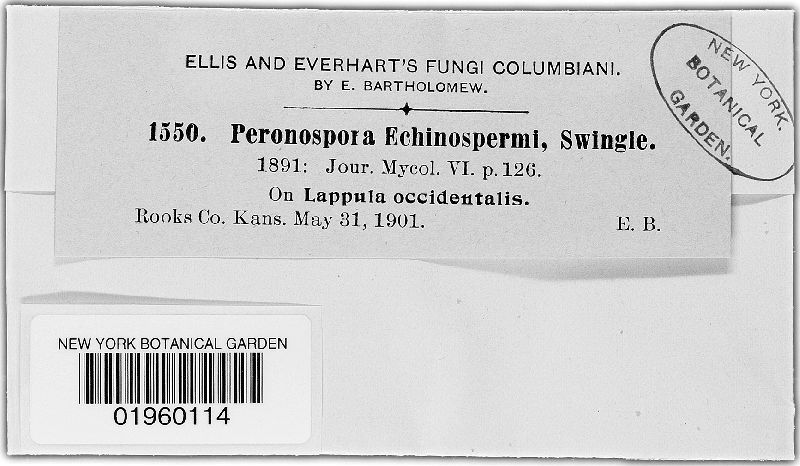 ELLIS AND EVERHART'S FUNGI COLUMBIANI.
BY E. BARTHOLOMEW.
1550. Peronospora Echinospermi, Swingle.
1891: Jour. Mycol. VI. p. 126.
On Lappula occidentalis.
Rooks Co. Kans. May 31, 1901. E. B.
NEW YORK.
BOTANICAL
GARDEN.
NEW YORK BOTANICAL GARDEN
01960114